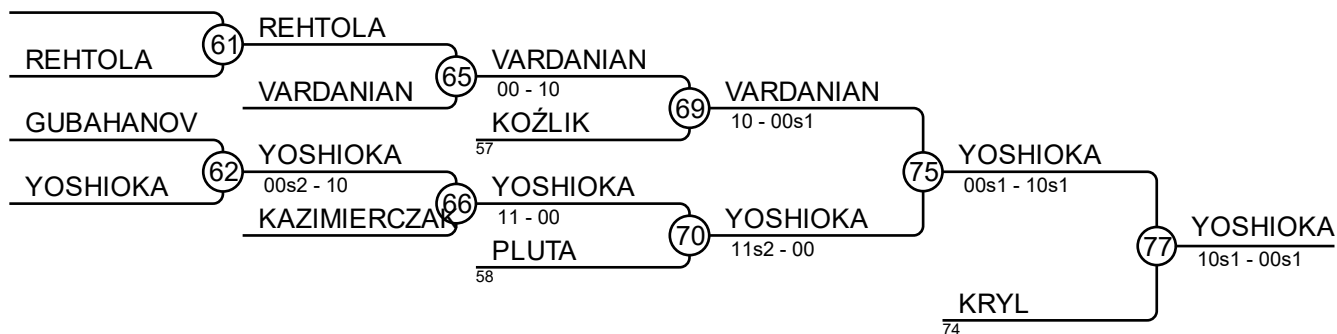 REHTOLA
61
REHTOLA
VARDANIAN
65
VARDANIAN
00 - 10
KOŹLIK
57
69
VARDANIAN
10 - 00s1
GUBAHANOV
YOSHIOKA
62
YOSHIOKA
00s2 - 10
KAZIMIERCZAK
66
YOSHIOKA
11 - 00
PLUTA
58
70
YOSHIOKA
11s2 - 00
75
YOSHIOKA
00s1 - 10s1
KRYL
74
77
YOSHIOKA
10s1 - 00s1